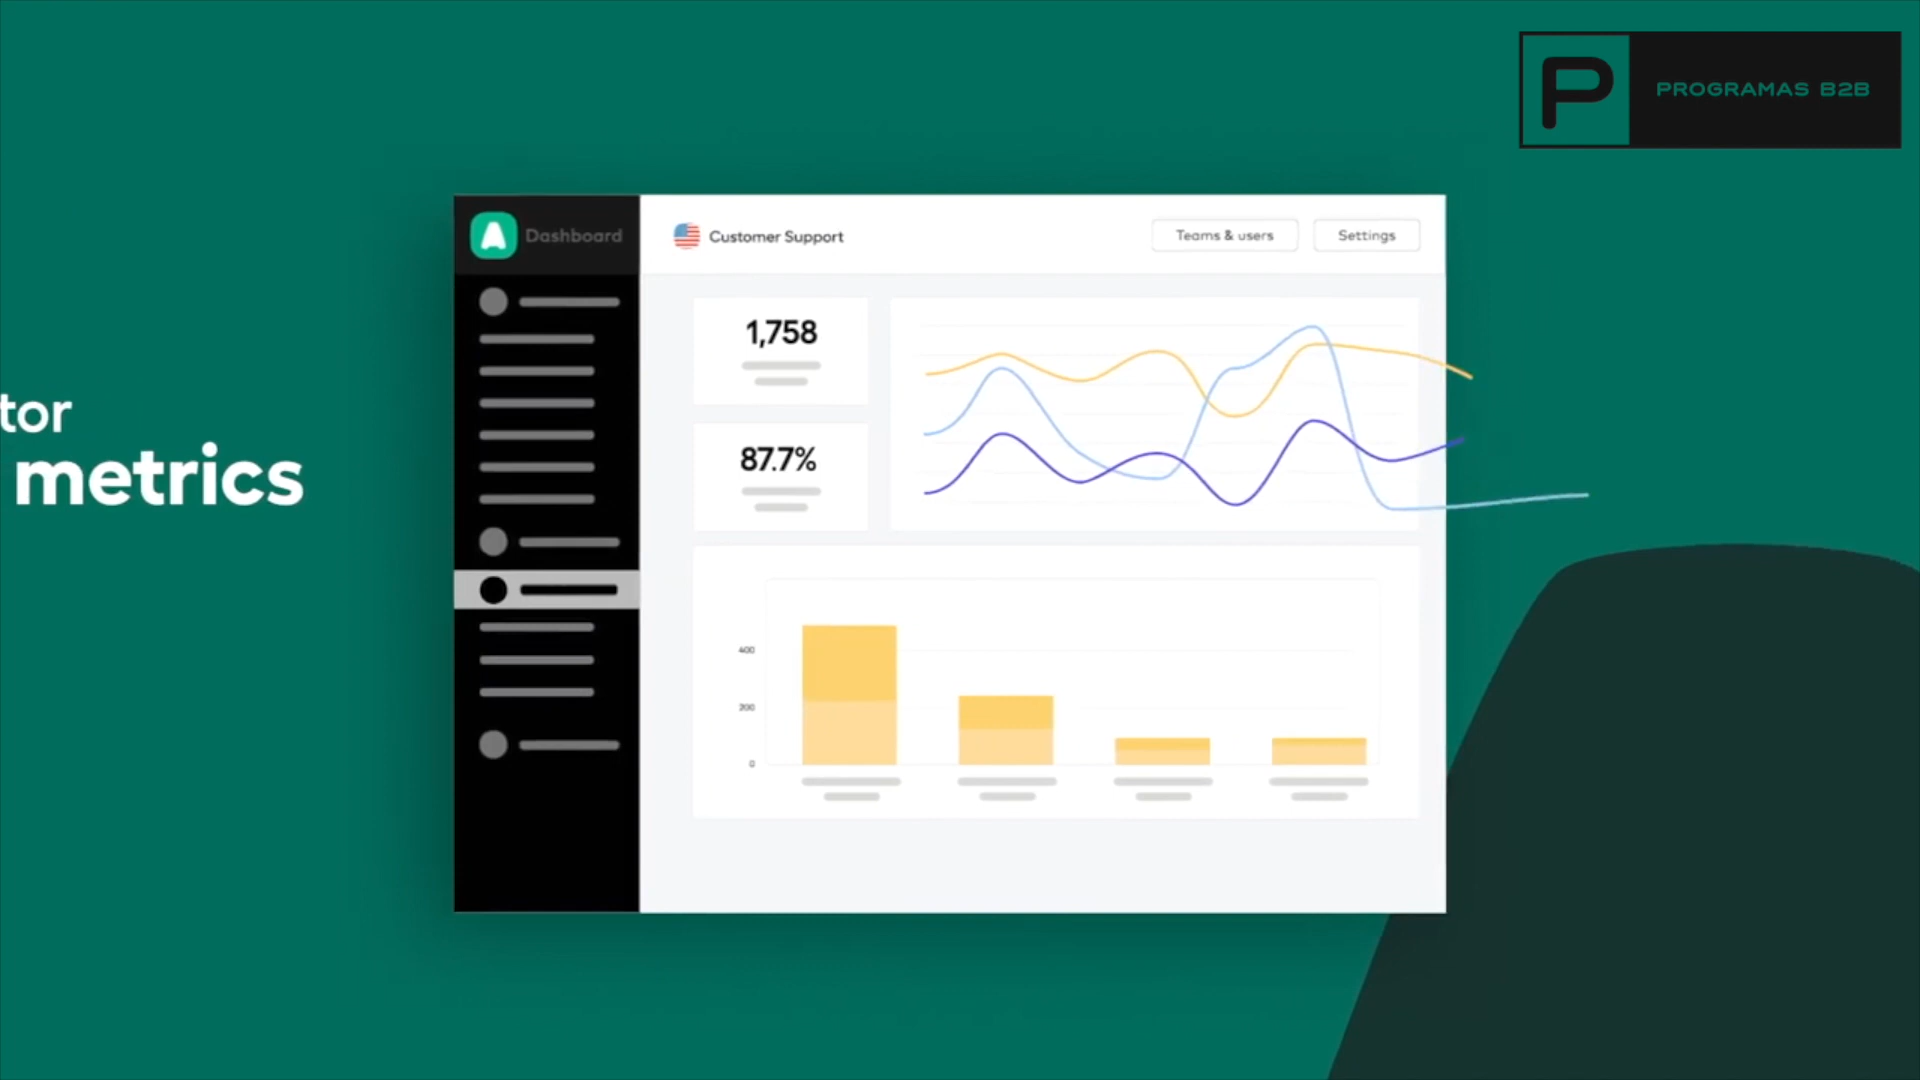 PROGRAMAS B2B
Dashboard
Customer Support
Teams & users
Settings
1,758
87.7%
tor
metrics
400
200
0